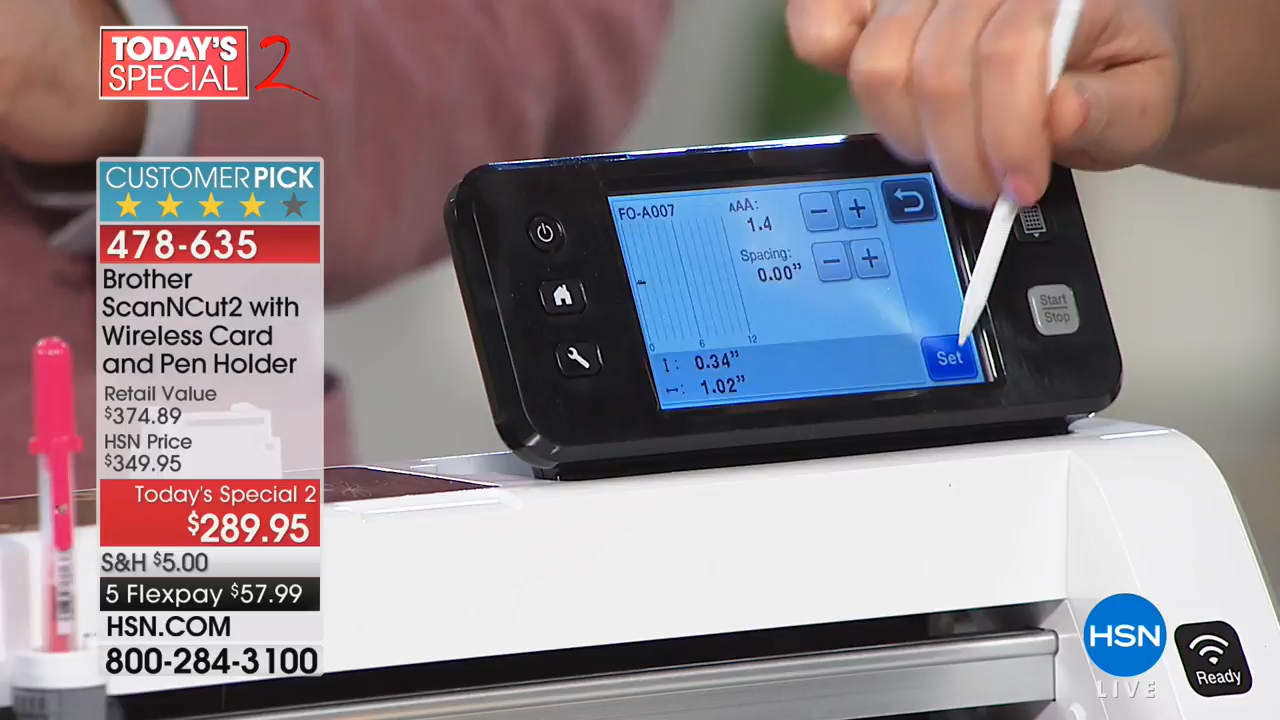 TODAY'S
SPECIAL 2
CUSTOMER PICK
478-635
Brother
ScanNCut2 with
Wireless Card
and Pen Holder
Retail Value
$374.89
HSN Price
$349.95
Today's Special 2
$289.95
S&H $5.00
5 Flexpay $57.99
HSN.COM
800-284-3100
FO-A007
AAA:
1.4
Spacing:
0.00"
0 6 12
0.34"
1.02"
Set
Start
Stop
HSN
LIVE
Ready